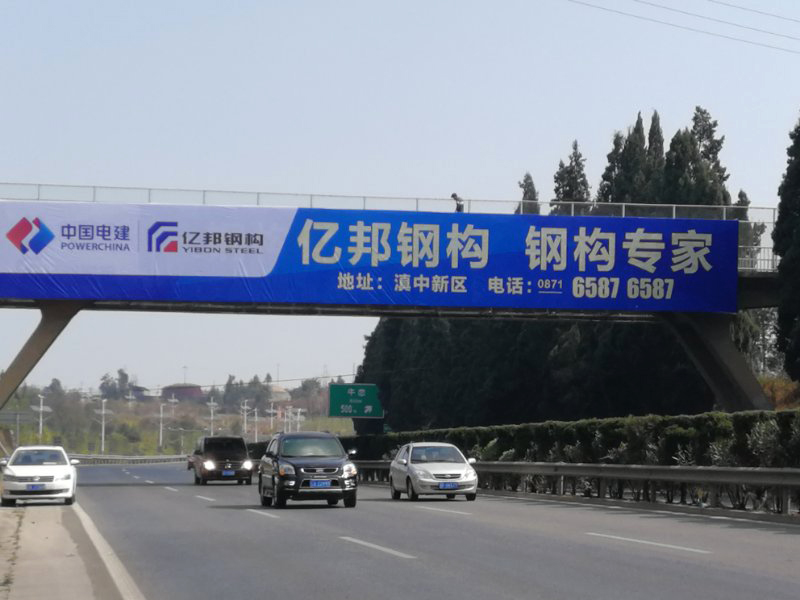 中国电建
POWERCHINA
亿邦钢构
YIBON STEEL
亿邦钢构 钢构专家
地址：滇中新区 电话：0871 6587 6587
500m